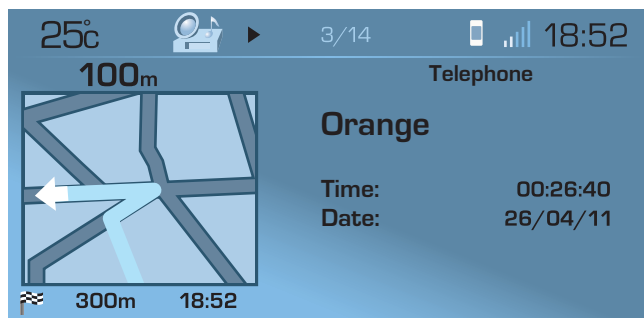 25°c 3/14 18:52
100m Telephone
Orange
Time: 00:26:40
Date: 26/04/11
300m 18:52